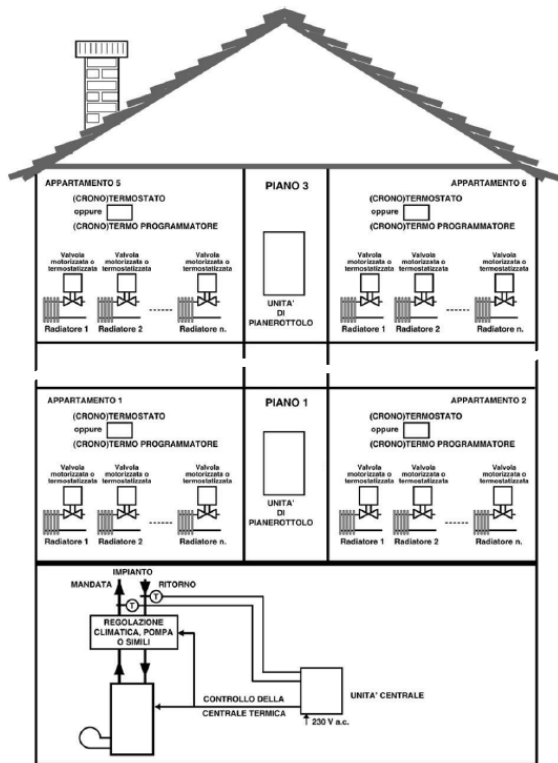 APPARTAMENTO 5
PIANO 3
APPARTAMENTO 6
(CRONO)TERMOSTATO
oppure
(CRONO)TERMO PROGRAMMATORE
(CRONO)TERMOSTATO
oppure
(CRONO)TERMO PROGRAMMATORE
Valvola motorizzata o termostatizzata
Valvola motorizzata o termostatizzata
Valvola motorizzata o termostatizzata
Radiatore 1
Radiatore 2
Radiatore n.
UNITA'
DI
PIANEROTTOLO
Valvola motorizzata o termostatizzata
Valvola motorizzata o termostatizzata
Valvola motorizzata o termostatizzata
Radiatore 1
Radiatore 2
Radiatore n.
APPARTAMENTO 1
PIANO 1
APPARTAMENTO 2
(CRONO)TERMOSTATO
oppure
(CRONO)TERMO PROGRAMMATORE
(CRONO)TERMOSTATO
oppure
(CRONO)TERMO PROGRAMMATORE
Valvola motorizzata o termostatizzata
Valvola motorizzata o termostatizzata
Valvola motorizzata o termostatizzata
Radiatore 1
Radiatore 2
Radiatore n.
UNITA'
DI
PIANEROTTOLO
Valvola motorizzata o termostatizzata
Valvola motorizzata o termostatizzata
Valvola motorizzata o termostatizzata
Radiatore 1
Radiatore 2
Radiatore n.
IMPIANTO
MANDATA
RITORNO
T
T
REGOLAZIONE
CLIMATICA, POMPA
O SIMILI
CONTROLLO DELLA
CENTRALE TERMICA
UNITA' CENTRALE
230 V a.c.